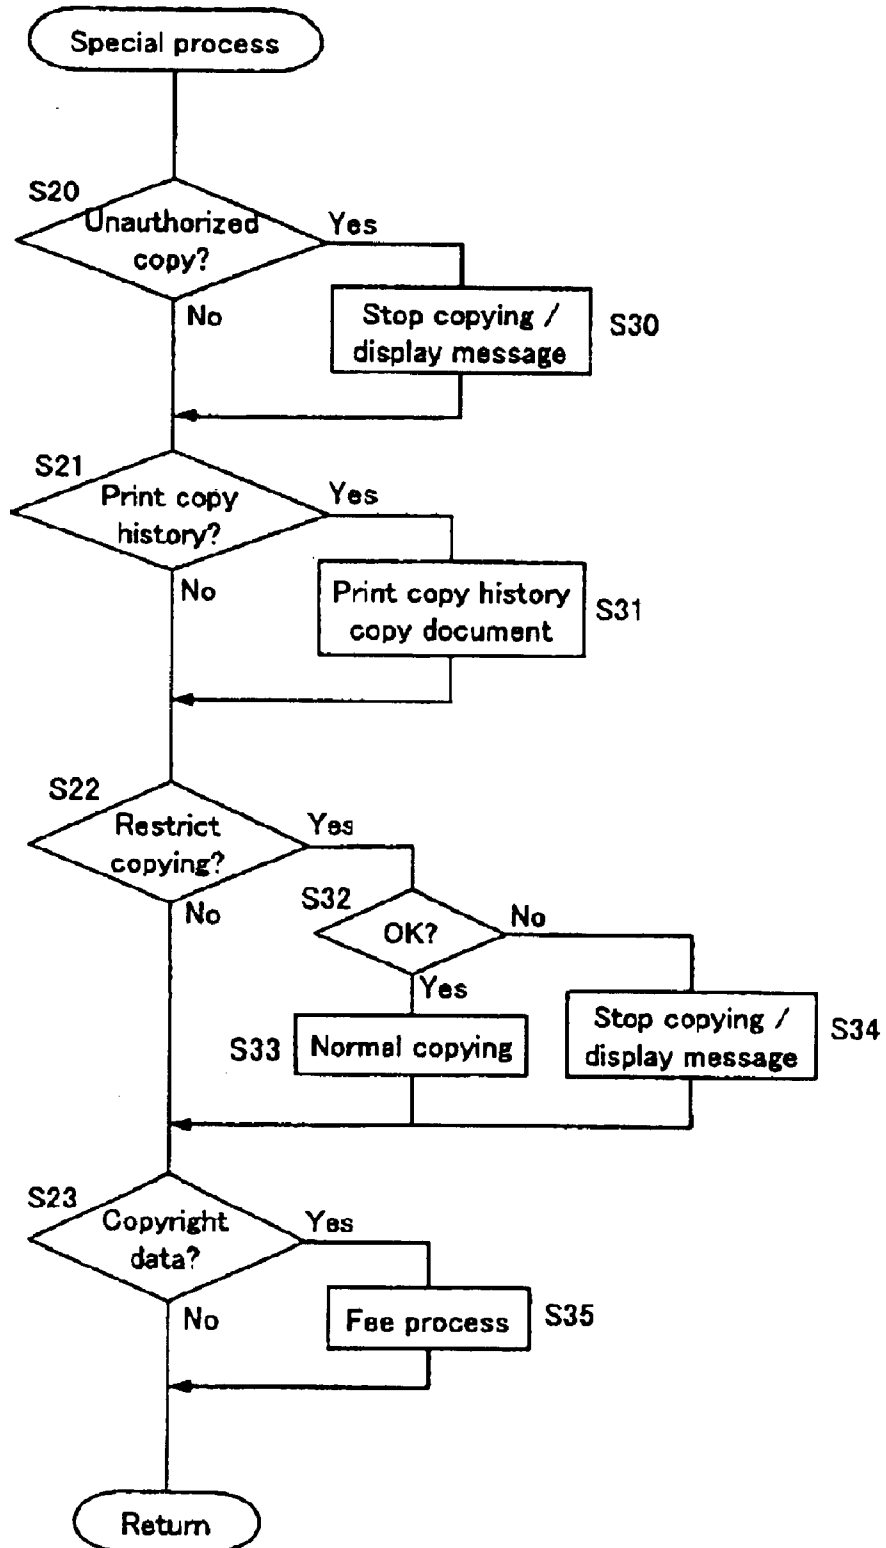 Special process
S20
Unauthorized
copy?
Yes
No
Stop copying /
display message
S30
S21
Print copy
history?
Yes
No
Print copy history
copy document
S31
S22
Restrict
copying?
Yes
No
S32
OK?
No
Yes
S33
Normal copying
Stop copying /
display message
S34
S23
Copyright
data?
Yes
No
Fee process
S35
Return